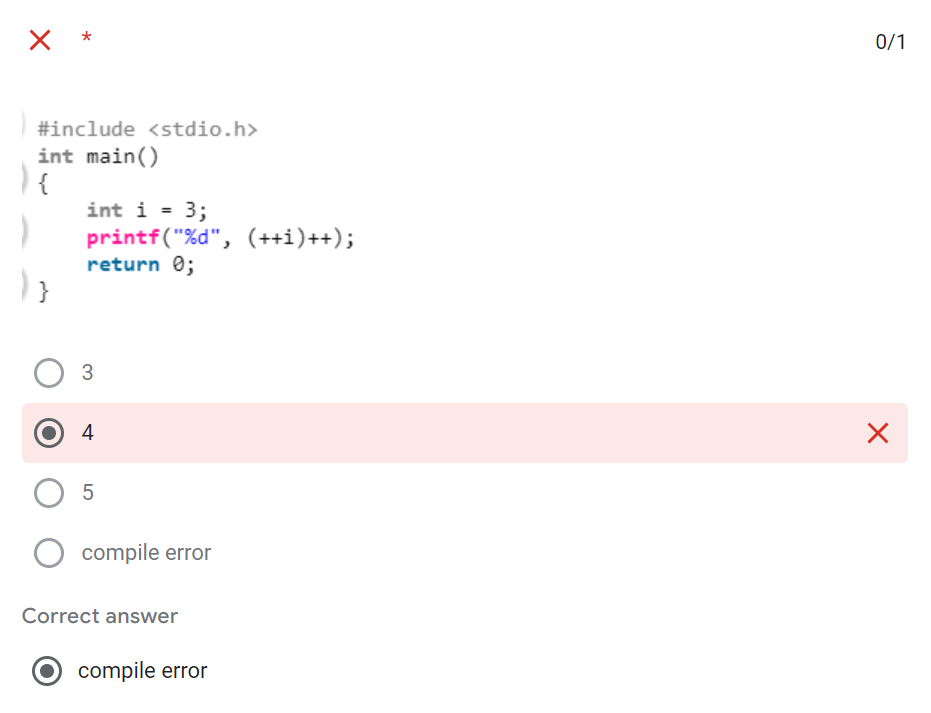 *
0/1
#include <stdio.h>
int main()
{
    int i = 3;
    printf("%d", (++i)++);
    return 0;
}
3
4
5
compile error
Correct answer
compile error